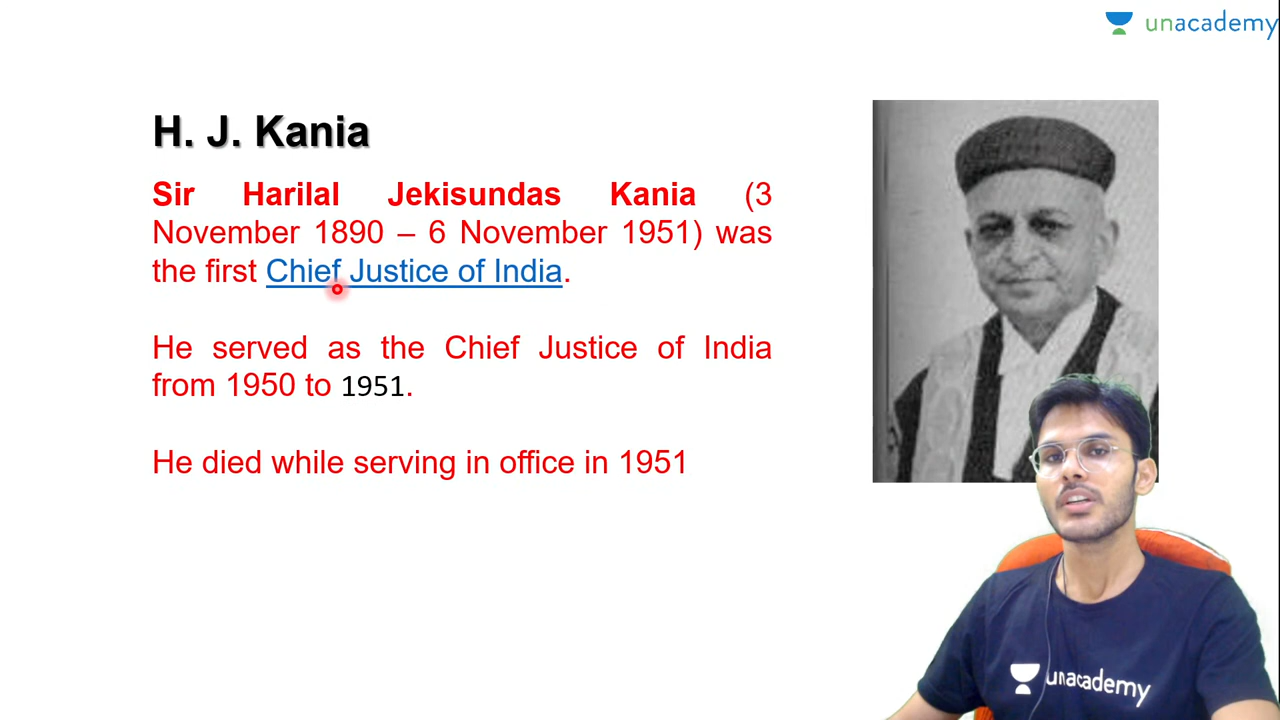 unacademy
H. J. Kania
Sir Harilal Jekisundas Kania (3
November 1890 – 6 November 1951) was
the first Chief Justice of India.
He served as the Chief Justice of India
from 1950 to 1951.
He died while serving in office in 1951
unacademy